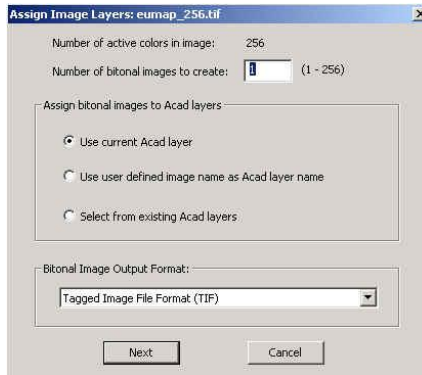 Assign Image Layers: eumap_256.tif
Number of active colors in image: 256
Number of bitonal images to create: 1 (1 - 256)
Assign bitonal images to Acad layers
Use current Acad layer
Use user defined image name as Acad layer name
Select from existing Acad layers
Bitonal Image Output Format:
Tagged Image File Format (TIF)
Next Cancel